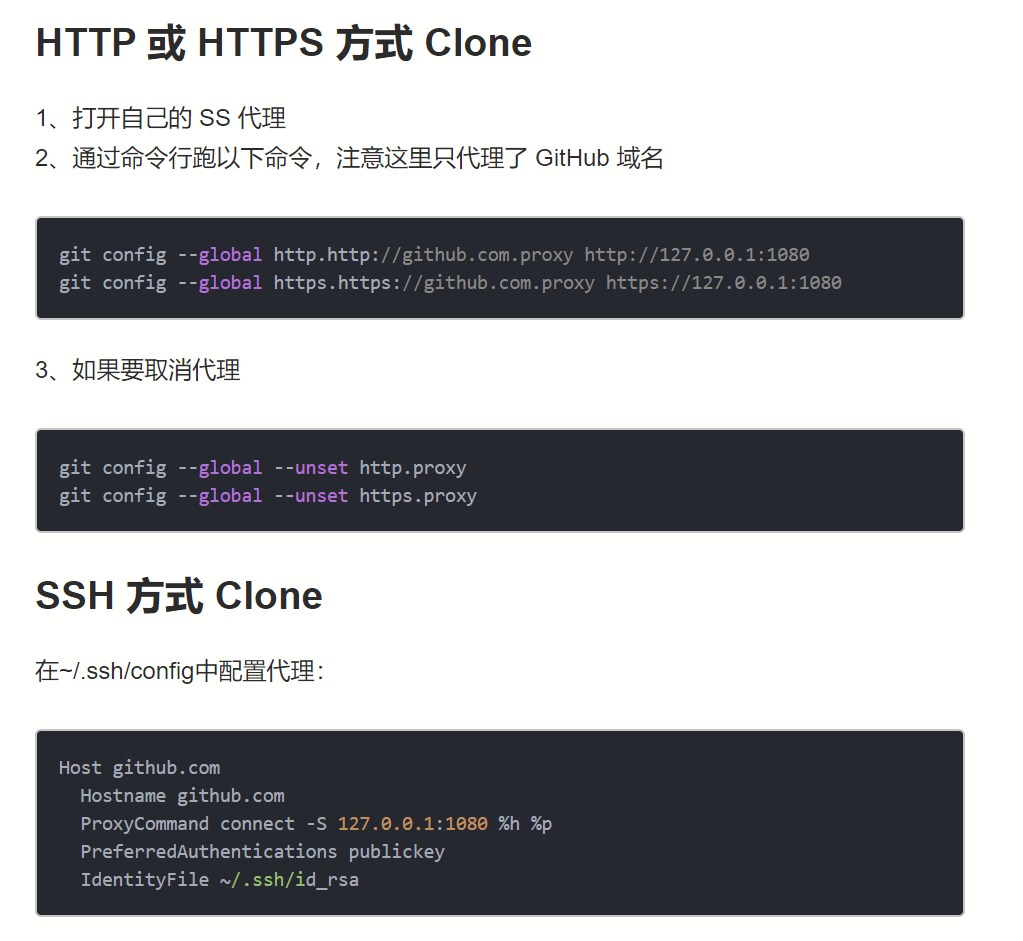 HTTP 或 HTTPS 方式 Clone
1、打开自己的 SS 代理
2、通过命令行跑以下命令，注意这里只代理了 GitHub 域名
git config --global http.http://github.com.proxy http://127.0.0.1:1080
git config --global https.https://github.com.proxy https://127.0.0.1:1080
3、如果要取消代理
git config --global --unset http.proxy
git config --global --unset https.proxy
SSH 方式 Clone
在~/.ssh/config中配置代理：
Host github.com
  Hostname github.com
  ProxyCommand connect -S 127.0.0.1:1080 %h %p
  PreferredAuthentications publickey
  IdentityFile ~/.ssh/id_rsa